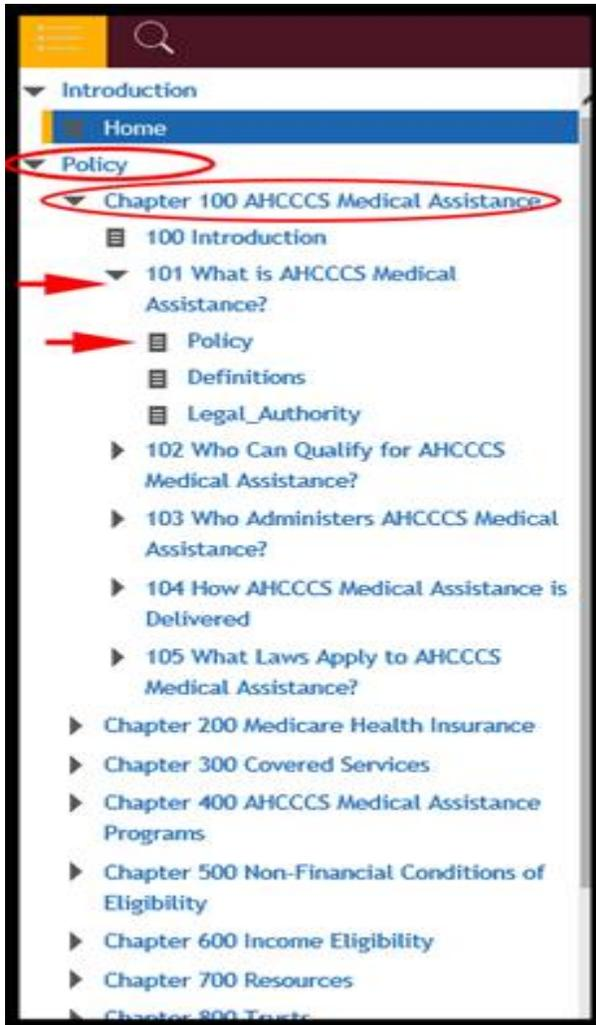 Introduction
Home
Policy
Chapter 100 AHCCCS Medical Assistance
100 Introduction
101 What is AHCCCS Medical
Assistance?
Policy
Definitions
Legal_Authority
102 Who Can Qualify for AHCCCS
Medical Assistance?
103 Who Administers AHCCCS Medical
Assistance?
104 How AHCCCS Medical Assistance is
Delivered
105 What Laws Apply to AHCCCS
Medical Assistance?
Chapter 200 Medicare Health Insurance
Chapter 300 Covered Services
Chapter 400 AHCCCS Medical Assistance
Programs
Chapter 500 Non-Financial Conditions of
Eligibility
Chapter 600 Income Eligibility
Chapter 700 Resources
Chapter 800 Trusts